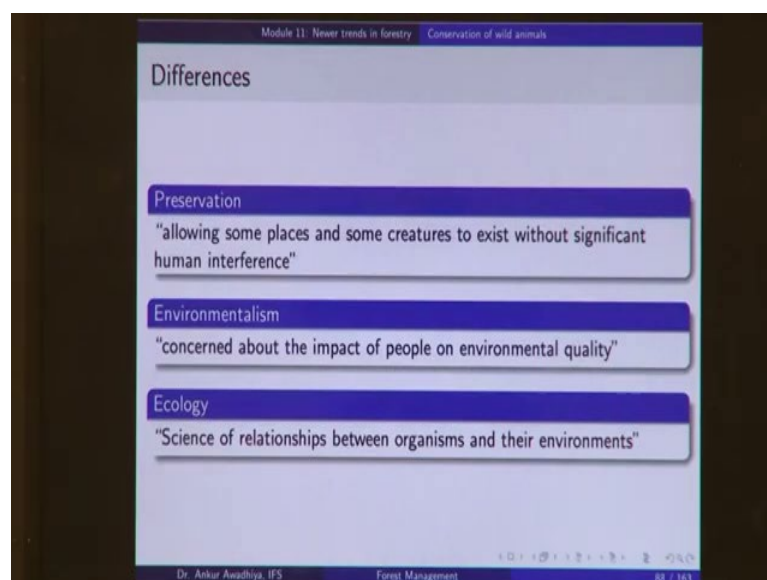 Module 11: Newer trends in forestry Conservation of wild animals
Differences
Preservation
“allowing some places and some creatures to exist without significant
human interference”
Environmentalism
“concerned about the impact of people on environmental quality”
Ecology
“Science of relationships between organisms and their environments”
Dr. Ankur Awadhiya, IFS Forest Management 88 / 163